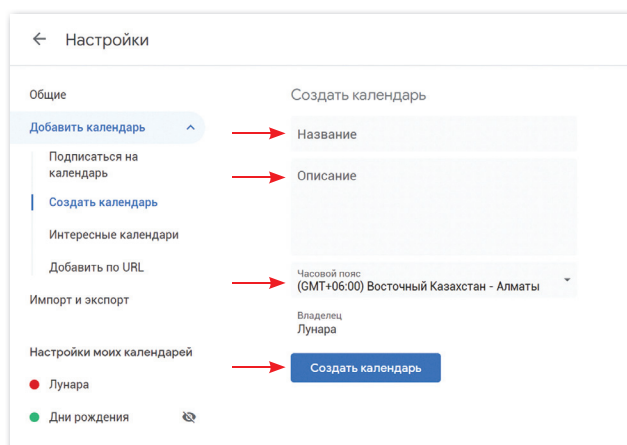 Настройки
Общие
Добавить календарь
Подписаться на
календарь
Создать календарь
Интересные календари
Добавить по URL
Импорт и экспорт
Настройки моих календарей
Лунара
Дни рождения
Создать календарь
Название
Описание
Часовой пояс
(GMT+06:00) Восточный Казахстан - Алматы
Владелец
Лунара
Создать календарь